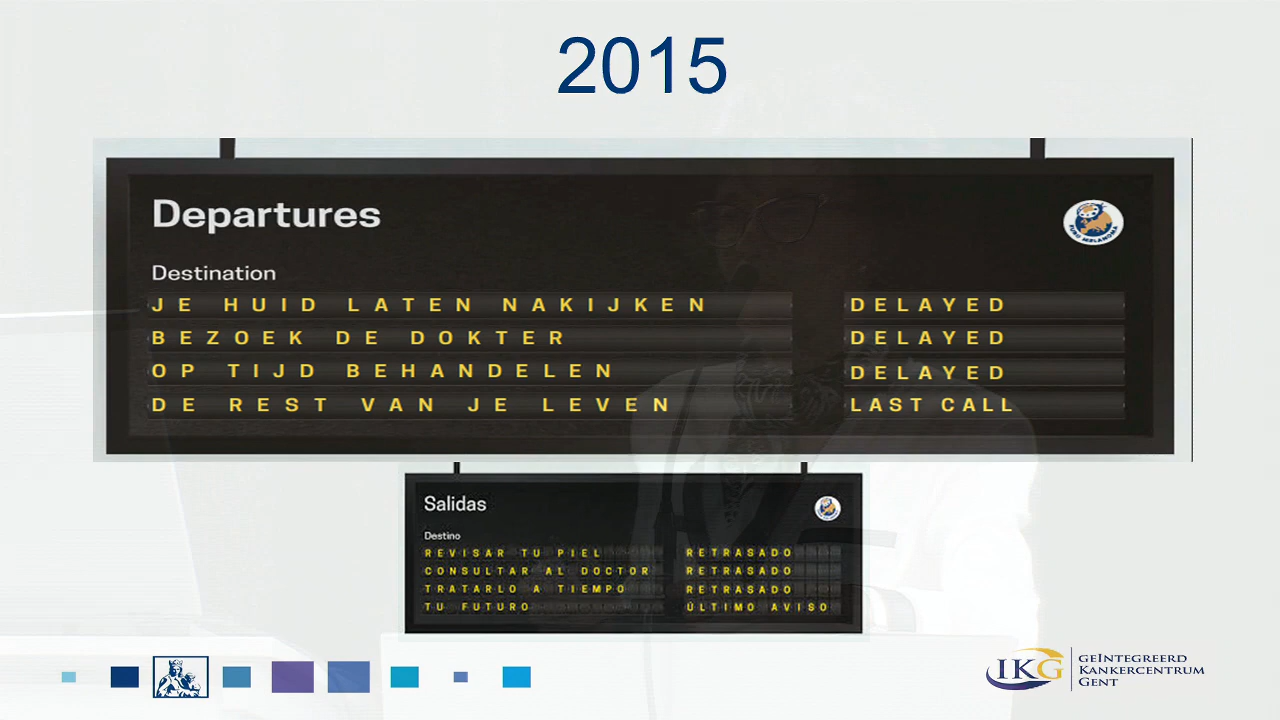 2015
Departures
EURO MELANOMA
Destination
JE HUID LATEN NAKIJKEN DELAYED
BEZOEK DE DOKTER DELAYED
OP TIJD BEHANDELEN DELAYED
DE REST VAN JE LEVEN LAST CALL
Salidas
Destino
REVISAR TU PIEL RETRASADO
CONSULTAR AL DOCTOR RETRASADO
TRATARLO A TIEMPO RETRASADO
TU FUTURO ÚLTIMO AVISO
IKG
GEÏNTEGREERD
KANKERCENTRUM
GENT